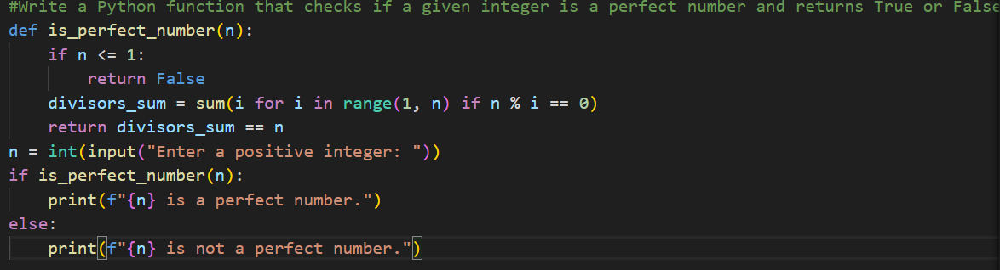 #Write a Python function that checks if a given integer is a perfect number and returns True or False
def is_perfect_number(n):
    if n <= 1:
        return False
    divisors_sum = sum(i for i in range(1, n) if n % i == 0)
    return divisors_sum == n
n = int(input("Enter a positive integer: "))
if is_perfect_number(n):
    print(f"{n} is a perfect number.")
else:
    print(f"{n} is not a perfect number.")